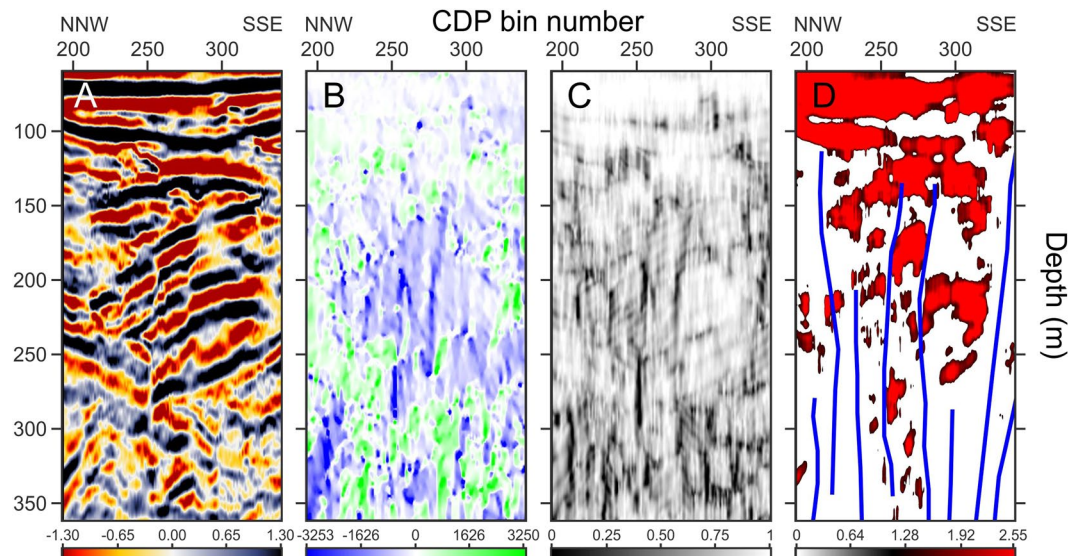 CDP bin number
NNW SSE NNW SSE
200 250 300 200 250 300 200 250 300 200 250 300
A B C D
100
150
200
250
300
350
Depth (m)
-1.30 -0.65 0.00 0.65 1.30 -3253 -1626 0 1626 3250 0 0.25 0.50 0.75 1 0 0.64 1.28 1.92 2.55